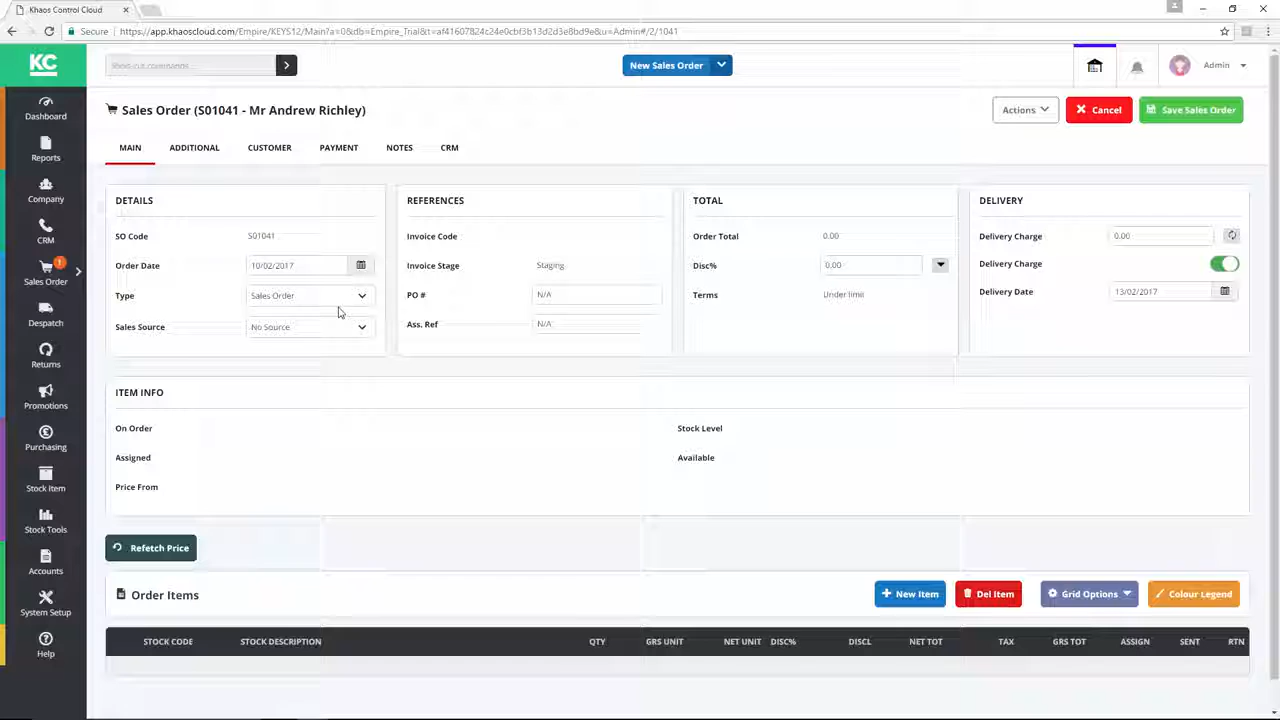 Khaos Control Cloud
Secure https://app.khaoscloud.com/Empire/KEYS12/Main?a=0&db=Empire_Trial&t=af41607824c24e0cbf3b13d2d3e8bd9e&u=Admin#/2/1041
KC
Short-cut commands...
New Sales Order
Admin
Sales Order (SO1041 - Mr Andrew Richley)
Actions
Cancel
Save Sales Order
MAIN ADDITIONAL CUSTOMER PAYMENT NOTES CRM
Dashboard
Reports
Company
CRM
1
Sales Order
Despatch
Returns
Promotions
Purchasing
Stock Item
Stock Tools
Accounts
System Setup
Help
DETAILS
SO Code SO1041
Order Date 10/02/2017
Type Sales Order
Sales Source No Source
REFERENCES
Invoice Code
Invoice Stage Staging
PO # N/A
Ass. Ref N/A
TOTAL
Order Total 0.00
Disc% 0.00
Terms Under limit
DELIVERY
Delivery Charge 0.00
Delivery Charge
Delivery Date 13/02/2017
ITEM INFO
On Order Stock Level
Assigned Available
Price From
Refetch Price
Order Items
New Item Del Item Grid Options Colour Legend
STOCK CODE STOCK DESCRIPTION QTY GRS UNIT NET UNIT DISC% DISCL NET TOT TAX GRS TOT ASSIGN SENT RTN